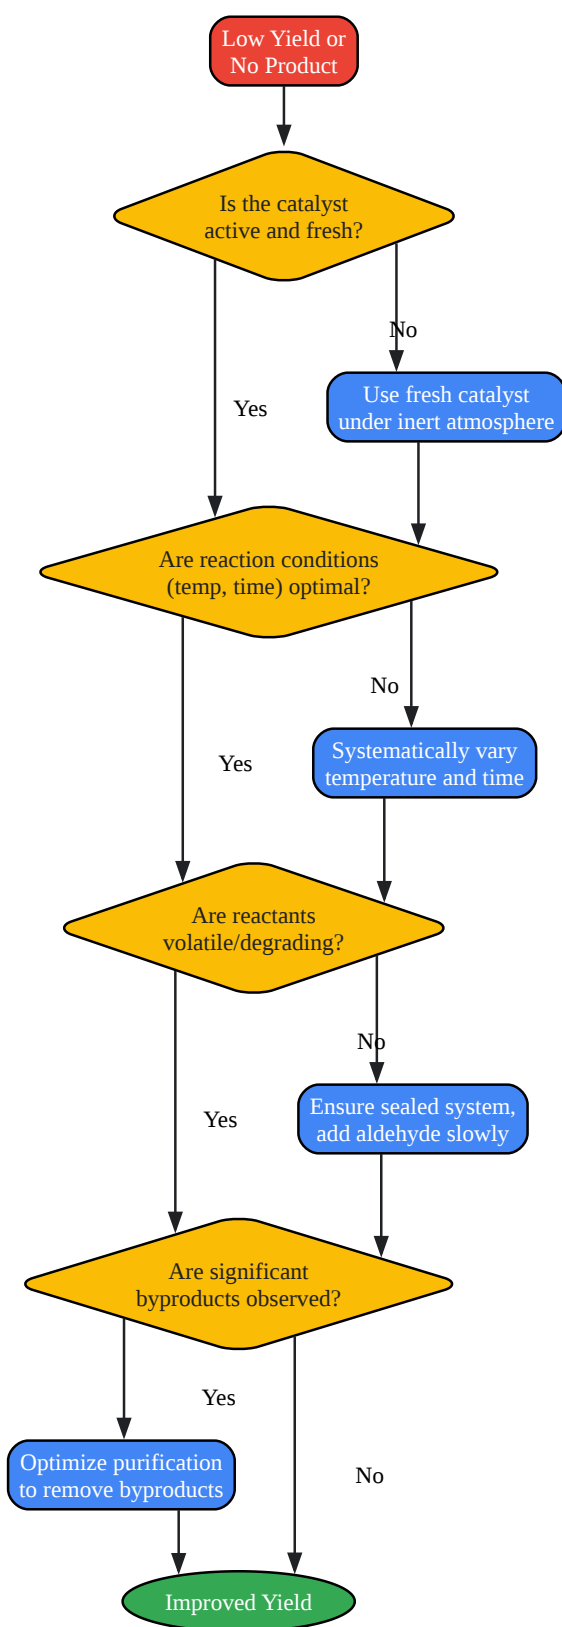 Low Yield or
No Product
Is the catalyst
active and fresh?
No
Use fresh catalyst
under inert atmosphere
Yes
Are reaction conditions
(temp, time) optimal?
No
Systematically vary
temperature and time
Yes
Are reactants
volatile/degrading?
No
Ensure sealed system,
add aldehyde slowly
Yes
Are significant
byproducts observed?
Yes
Optimize purification
to remove byproducts
No
Improved Yield